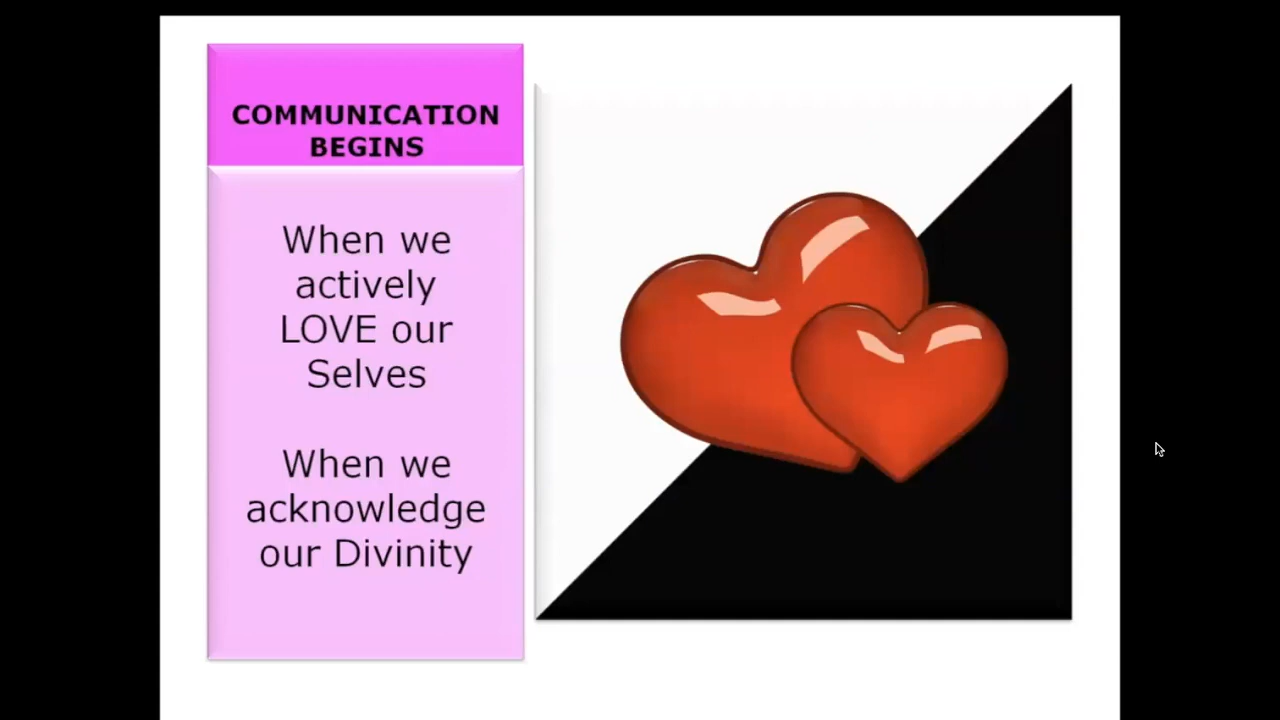 COMMUNICATION
BEGINS
When we
actively
LOVE our
Selves
When we
acknowledge
our Divinity